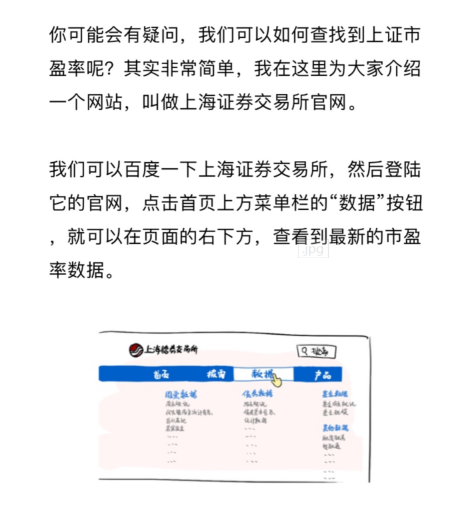 你可能会有疑问，我们可以如何查找到上证市
盈率呢？其实非常简单，我在这里为大家介绍
一个网站，叫做上海证券交易所官网。
我们可以百度一下上海证券交易所，然后登陆
它的官网，点击首页上方菜单栏的“数据”按钮
，就可以在页面的右下方，查看到最新的市盈
率数据。
.jpg
上海证券交易所
首页 披露 数据 产品